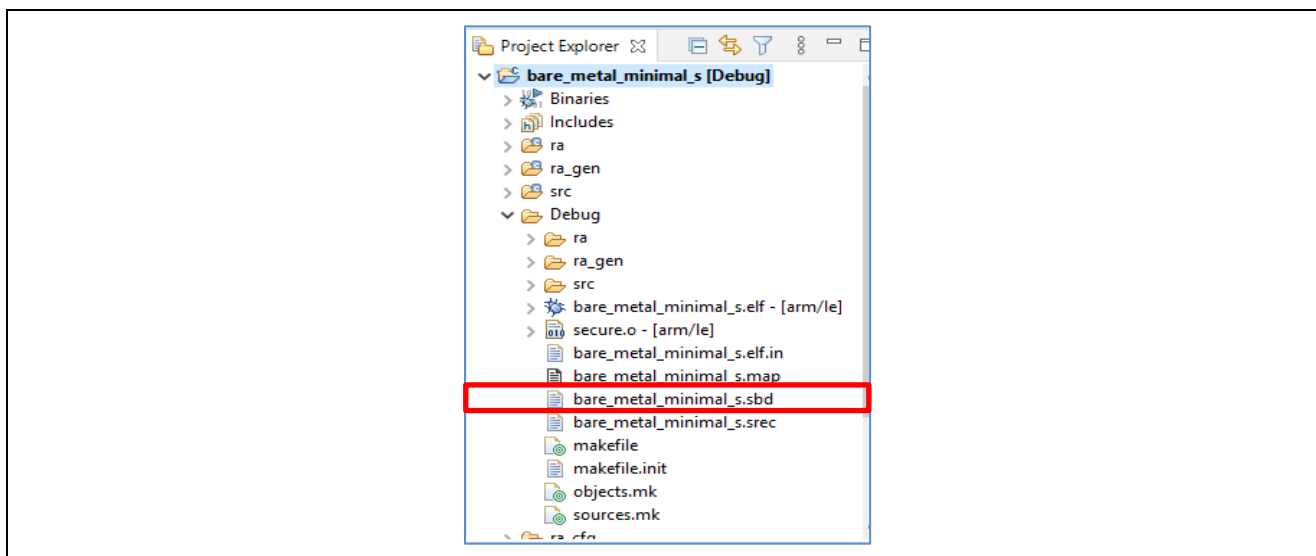 Project Explorer
bare_metal_minimal_s [Debug]
Binaries
Includes
ra
ra_gen
src
Debug
ra
ra_gen
src
bare_metal_minimal_s.elf - [arm/le]
secure.o - [arm/le]
bare_metal_minimal_s.elf.in
bare_metal_minimal_s.map
bare_metal_minimal_s.sbd
bare_metal_minimal_s.srec
makefile
makefile.init
objects.mk
sources.mk
ra_cfg